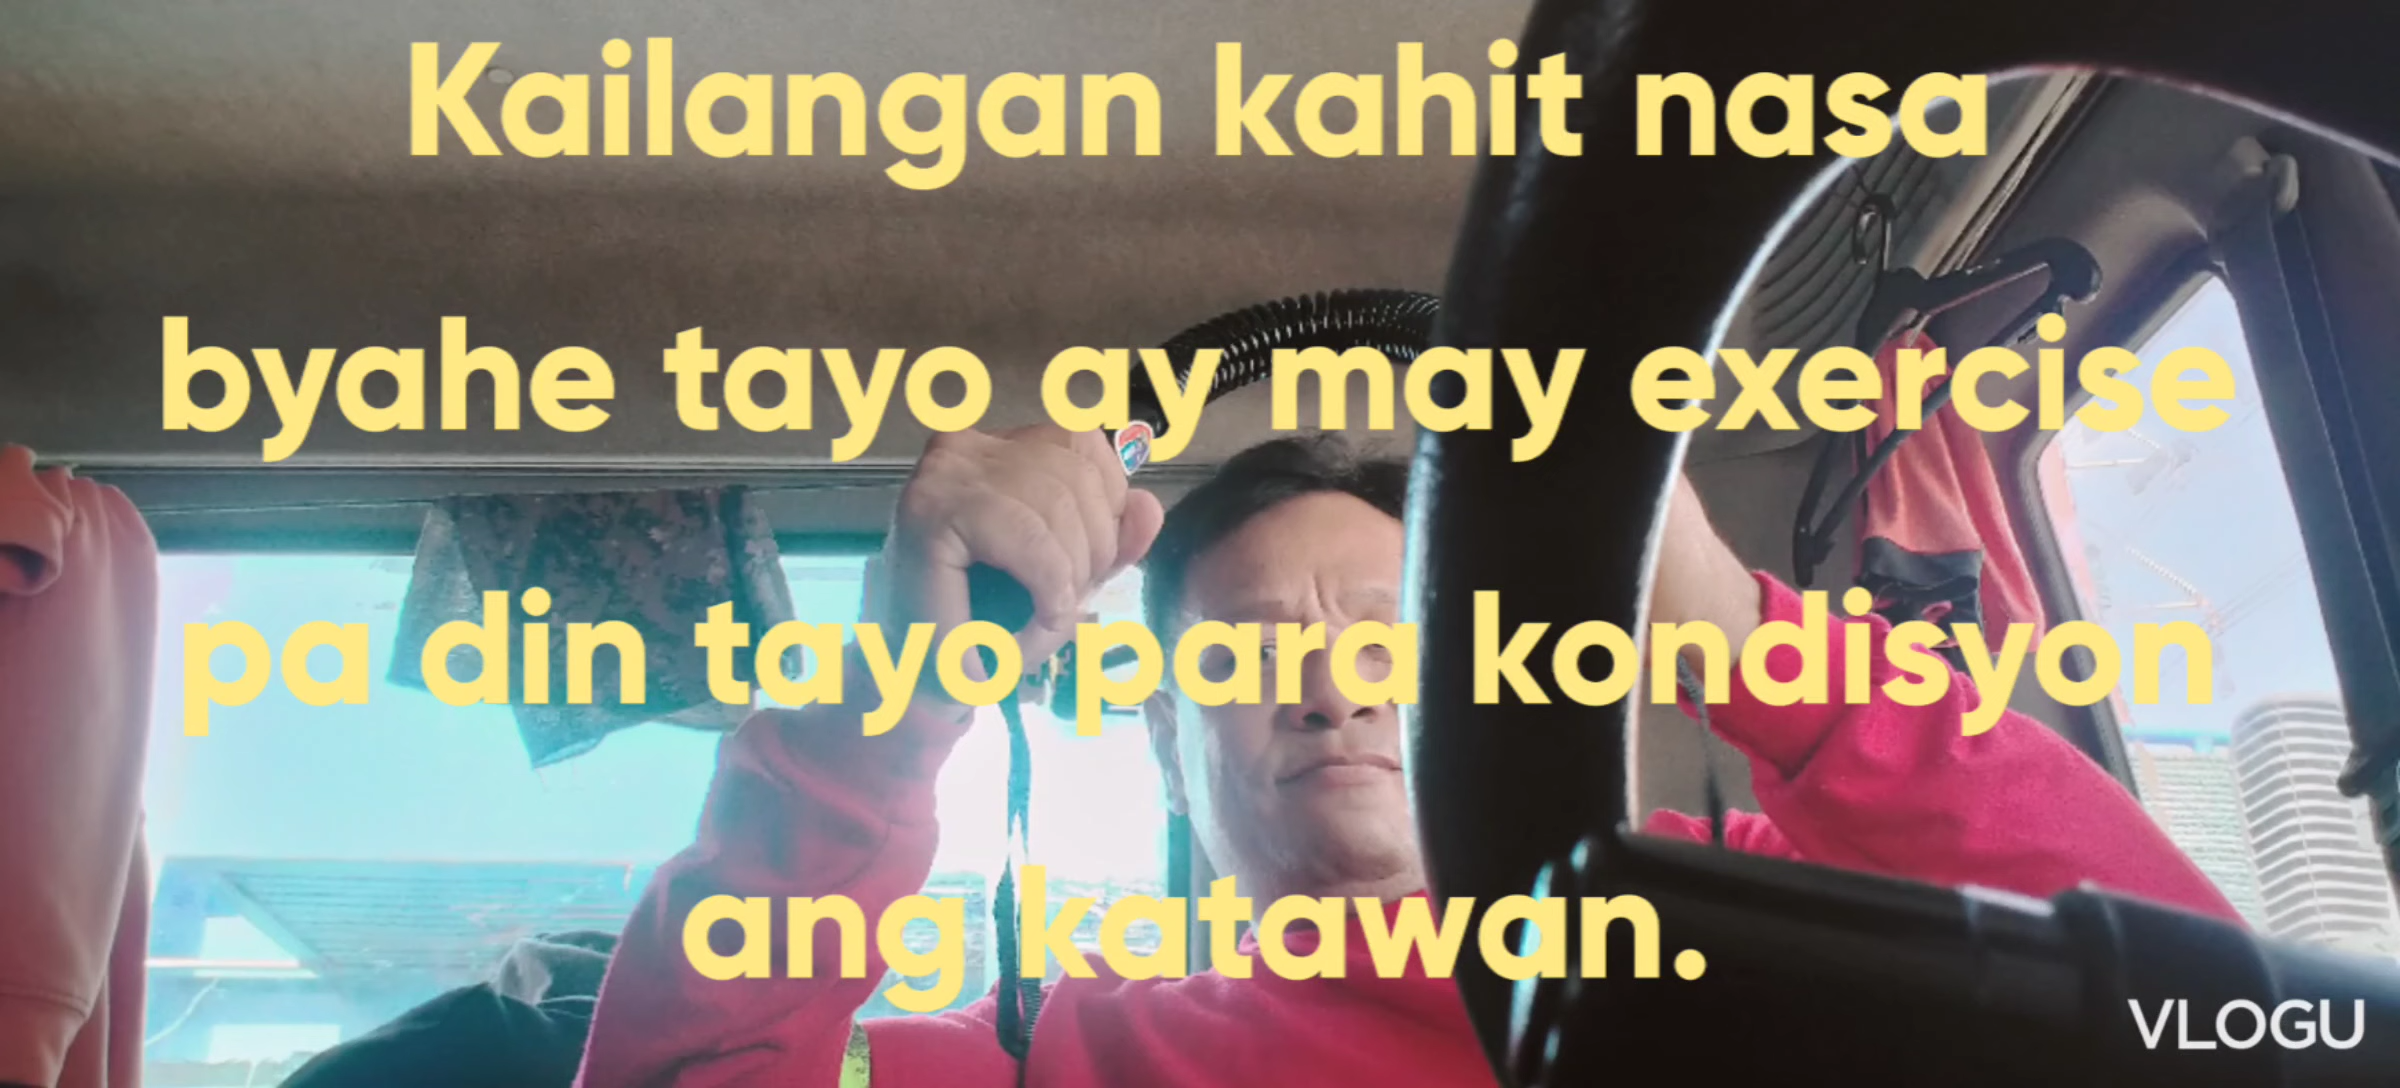 Kailangan kahit nasa
byahe tayo ay may exercise
pa din tayo para kondisyon
ang katawan.
VLOGU